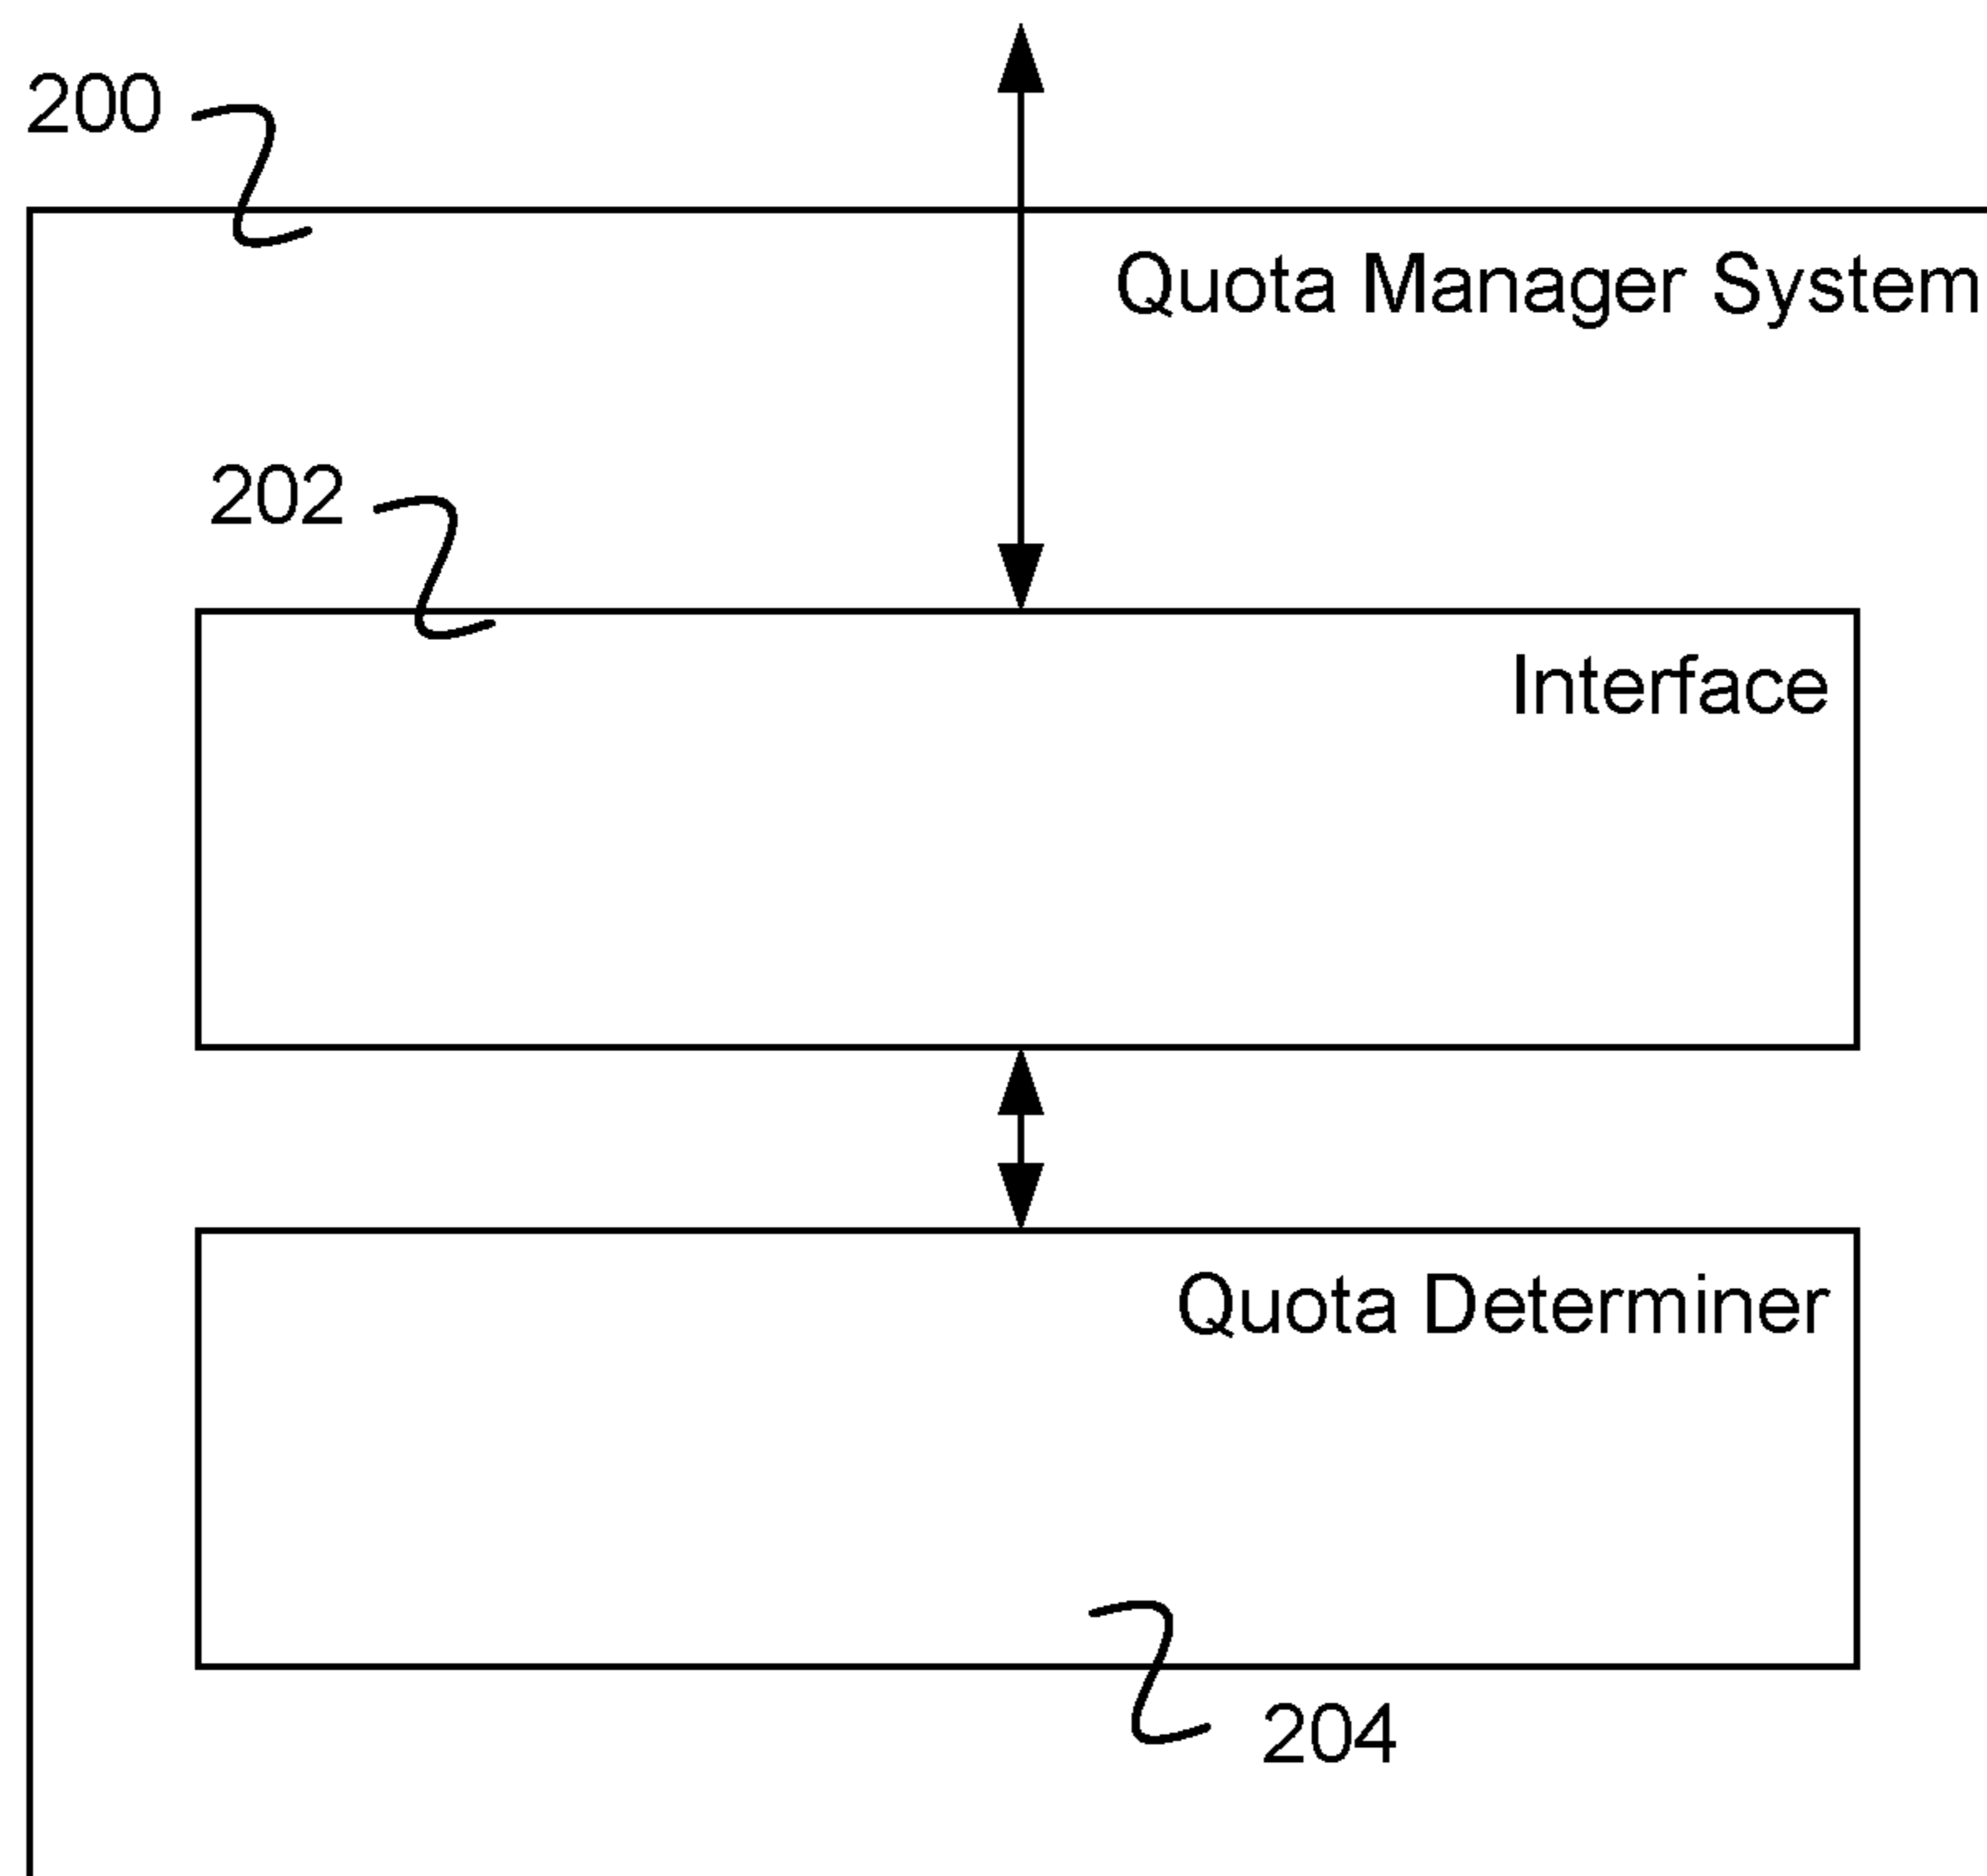 200
Quota Manager System
202
Interface
Quota Determiner
204